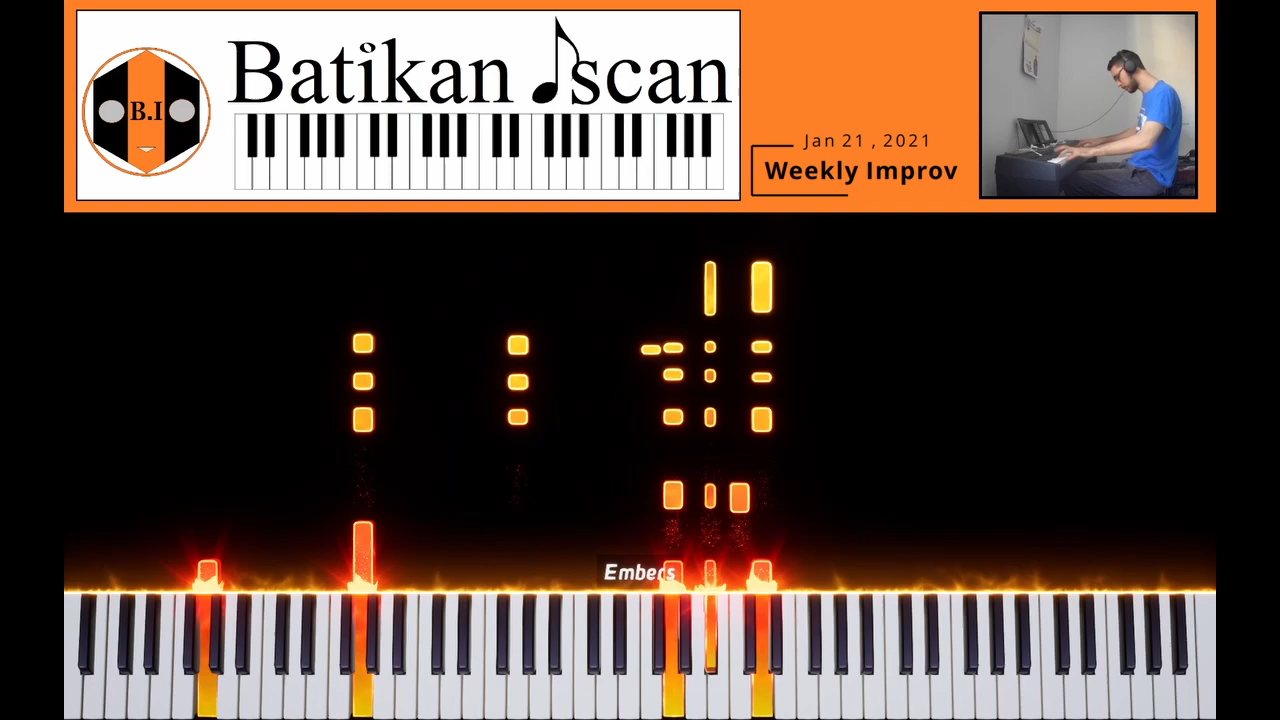 B.I
Batikan ♪scan
Jan 21 , 2021
Weekly Improv
Embers